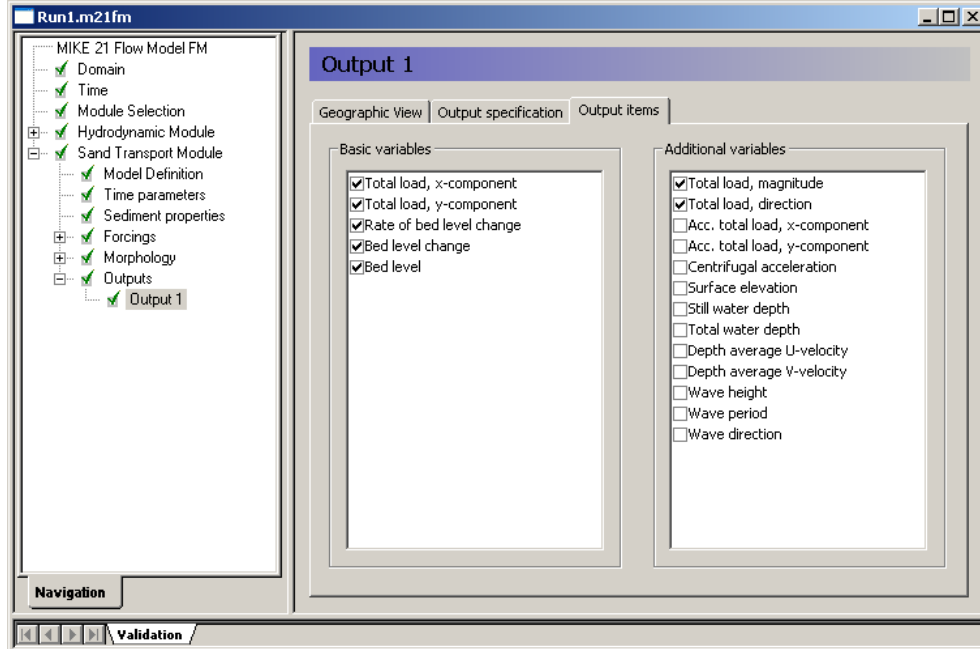 Run1.m21fm
MIKE 21 Flow Model FM
Domain
Time
Module Selection
Hydrodynamic Module
Sand Transport Module
Model Definition
Time parameters
Sediment properties
Forcings
Morphology
Outputs
Output 1
Navigation
Output 1
Geographic View
Output specification
Output items
Basic variables
Total load, x-component
Total load, y-component
Rate of bed level change
Bed level change
Bed level
Additional variables
Total load, magnitude
Total load, direction
Acc. total load, x-component
Acc. total load, y-component
Centrifugal acceleration
Surface elevation
Still water depth
Total water depth
Depth average U-velocity
Depth average V-velocity
Wave height
Wave period
Wave direction
Validation